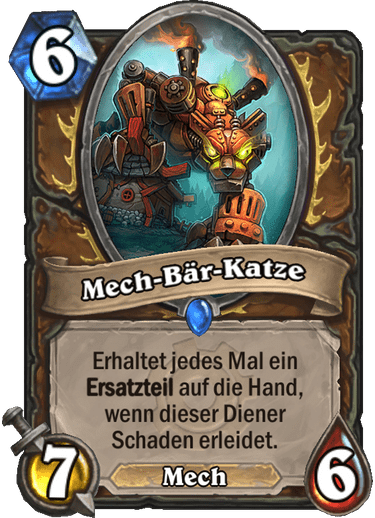 6
Mech-Bär-Katze
Erhaltet jedes Mal ein
Ersatzteil auf die Hand,
wenn dieser Diener
Schaden erleidet.
7
Mech
6